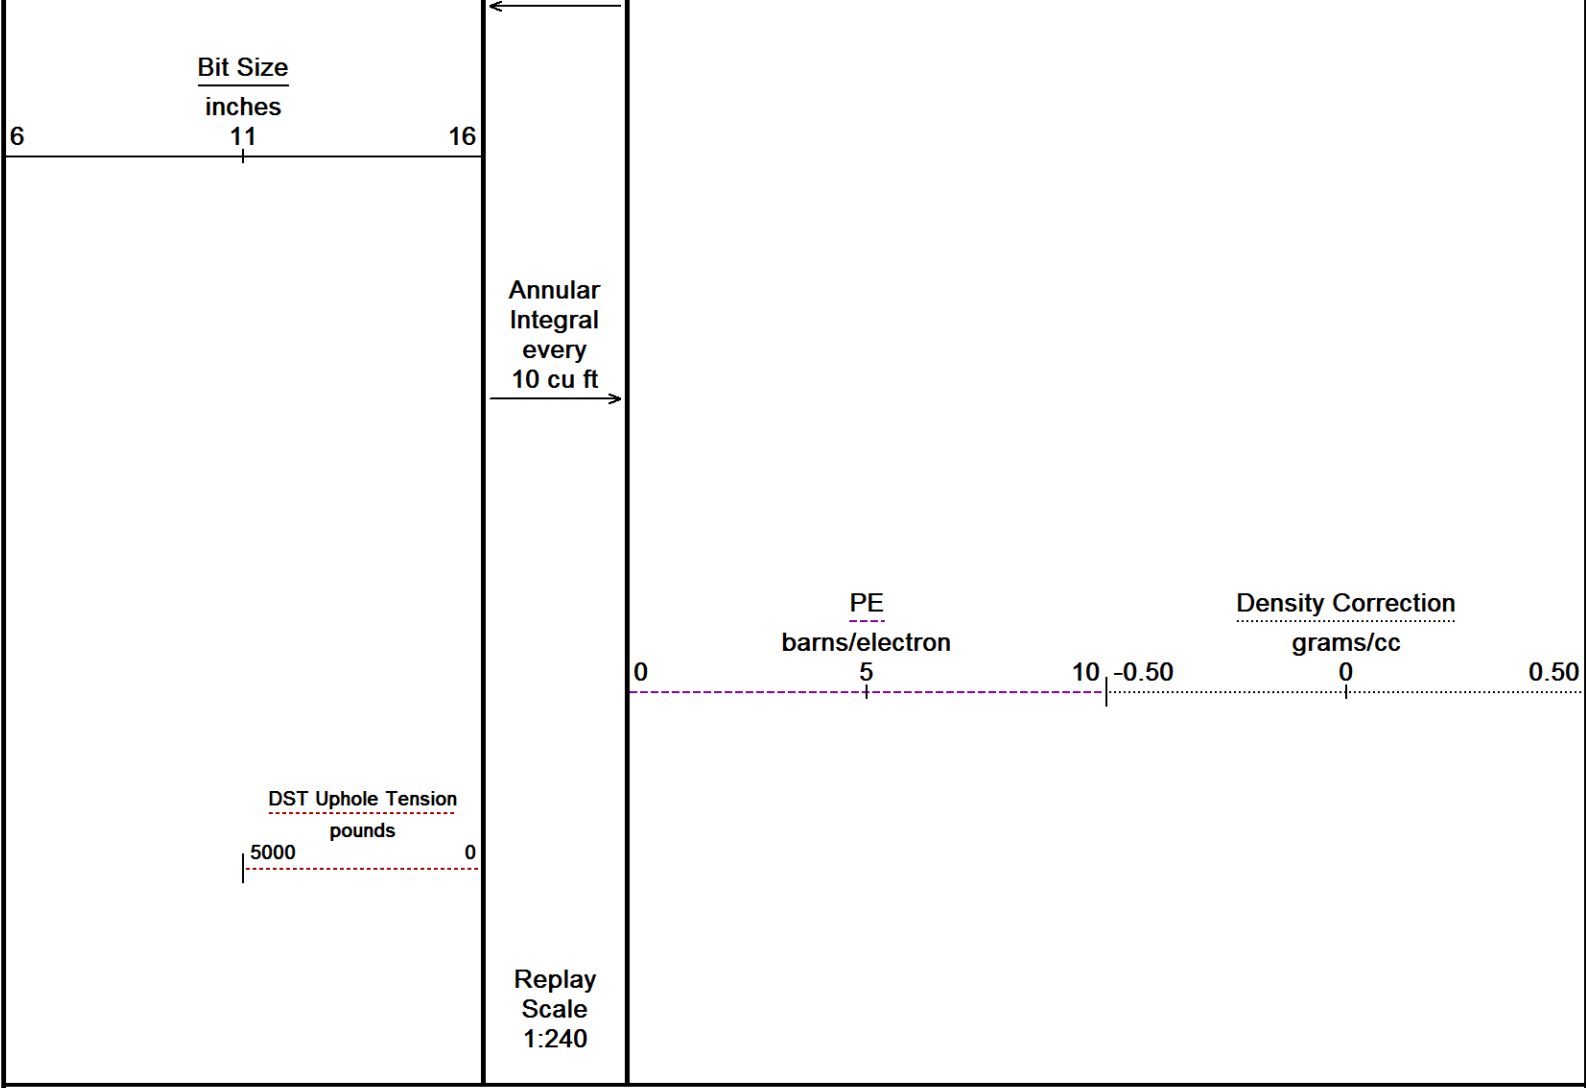 Bit Size
inches
6 11 16
Annular
Integral
every
10 cu ft
PE
barns/electron
0 5 10
Density Correction
grams/cc
-0.50 0 0.50
DST Uphole Tension
pounds
5000 0
Replay
Scale
1:240